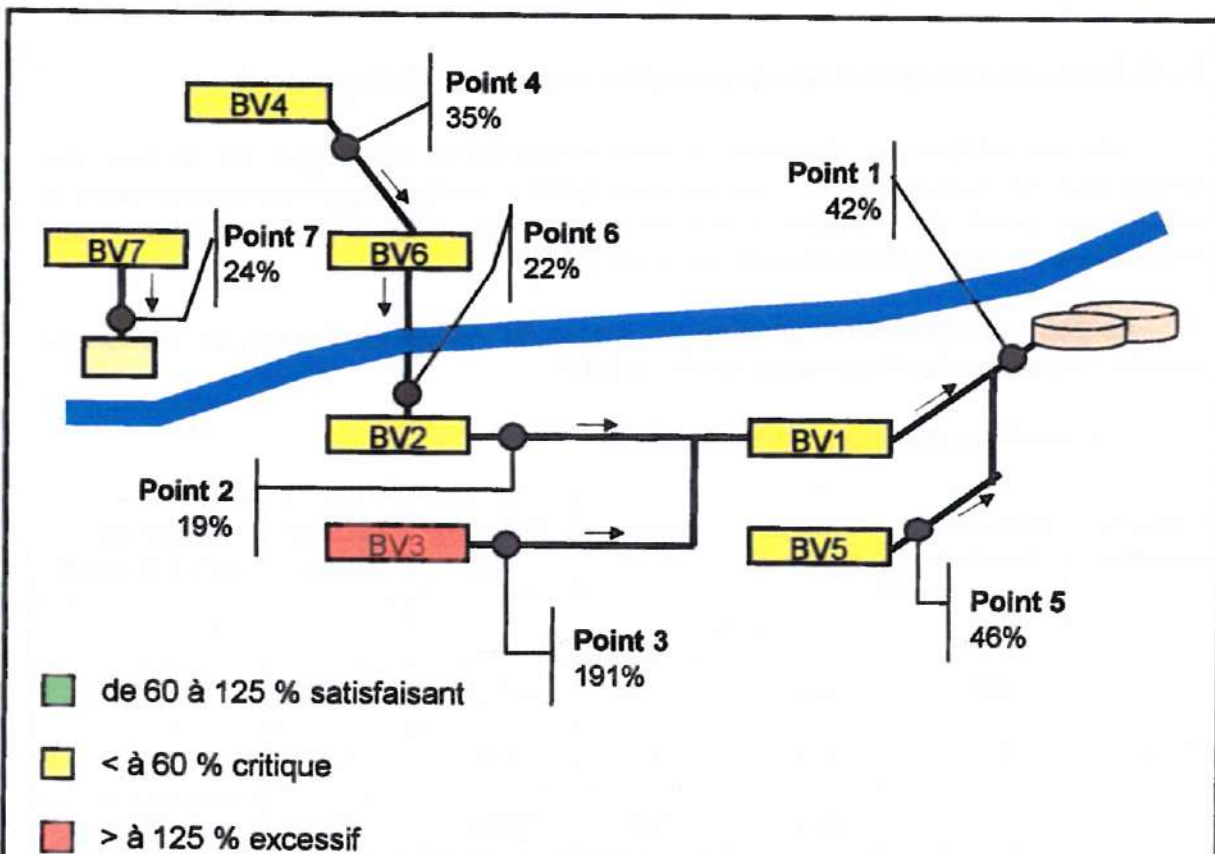 BV4
Point 4
35%
Point 1
42%
BV7
Point 7
24%
BV6
Point 6
22%
BV2
BV1
Point 2
19%
BV3
BV5
Point 3
191%
Point 5
46%
de 60 à 125 % satisfaisant
< à 60 % critique
> à 125 % excessif